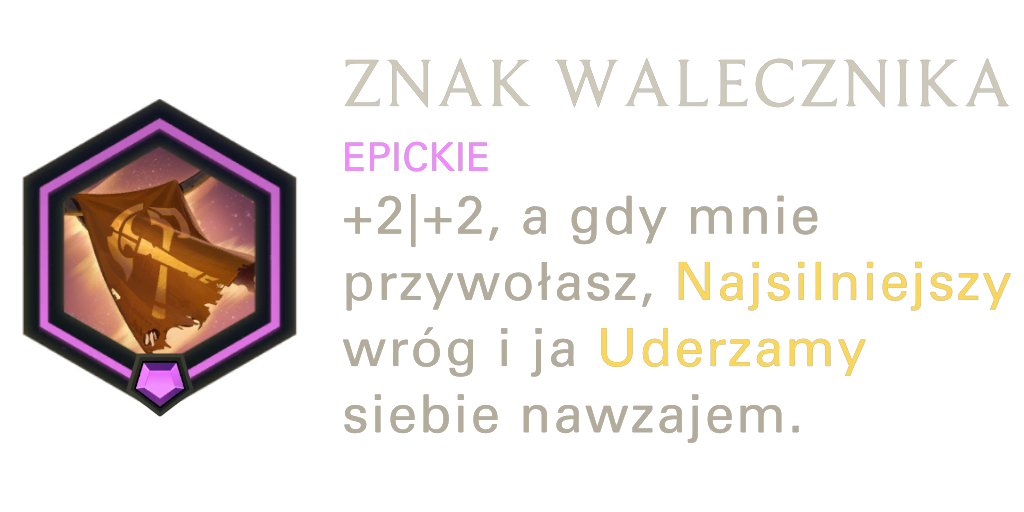 ZNAK WALECZNIKA
EPICKIE
+2|+2, a gdy mnie
przywołasz, Najsilniejszy
wróg i ja Uderzamy
siebie nawzajem.